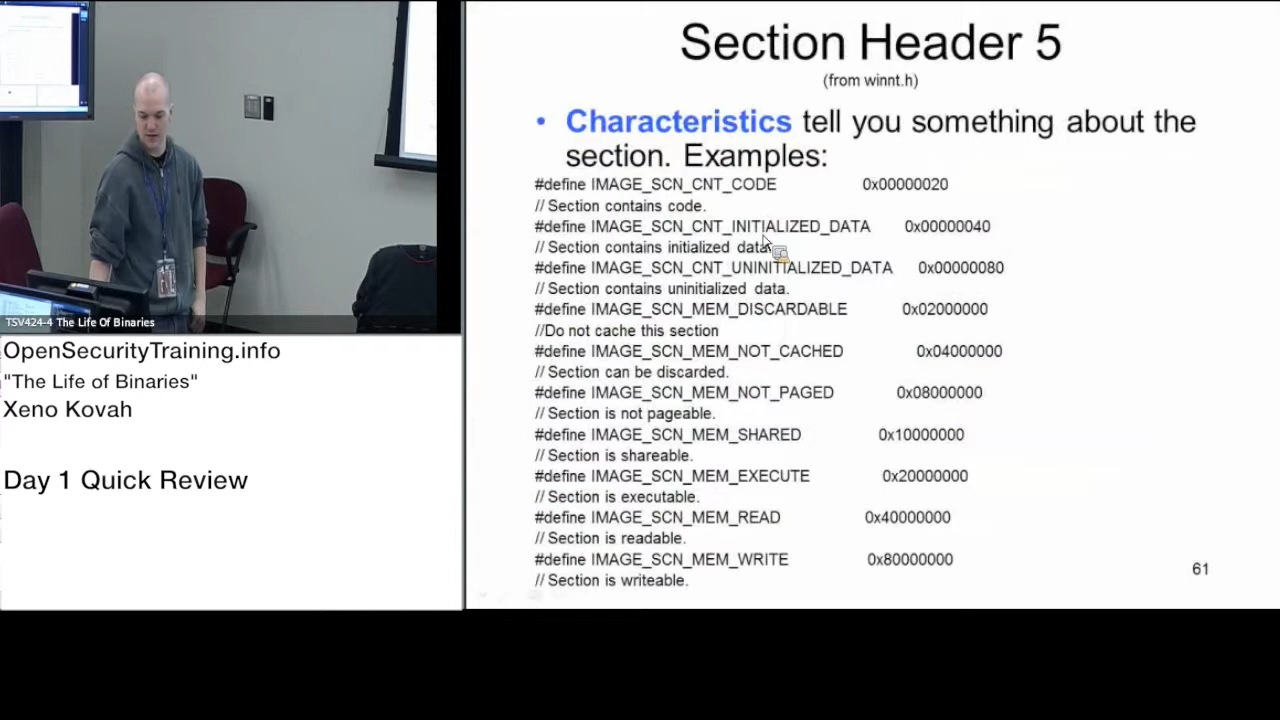 Section Header 5
(from winnt.h)
• Characteristics tell you something about the
section. Examples:
#define IMAGE_SCN_CNT_CODE 0x00000020
// Section contains code.
#define IMAGE_SCN_CNT_INITIALIZED_DATA 0x00000040
// Section contains initialized data.
#define IMAGE_SCN_CNT_UNINITIALIZED_DATA 0x00000080
// Section contains uninitialized data.
#define IMAGE_SCN_MEM_DISCARDABLE 0x02000000
//Do not cache this section
#define IMAGE_SCN_MEM_NOT_CACHED 0x04000000
// Section can be discarded.
#define IMAGE_SCN_MEM_NOT_PAGED 0x08000000
// Section is not pageable.
#define IMAGE_SCN_MEM_SHARED 0x10000000
// Section is shareable.
#define IMAGE_SCN_MEM_EXECUTE 0x20000000
// Section is executable.
#define IMAGE_SCN_MEM_READ 0x40000000
// Section is readable.
#define IMAGE_SCN_MEM_WRITE 0x80000000
// Section is writeable.
61
TSV424-4 The Life Of Binaries
OpenSecurityTraining.info
"The Life of Binaries"
Xeno Kovah
Day 1 Quick Review